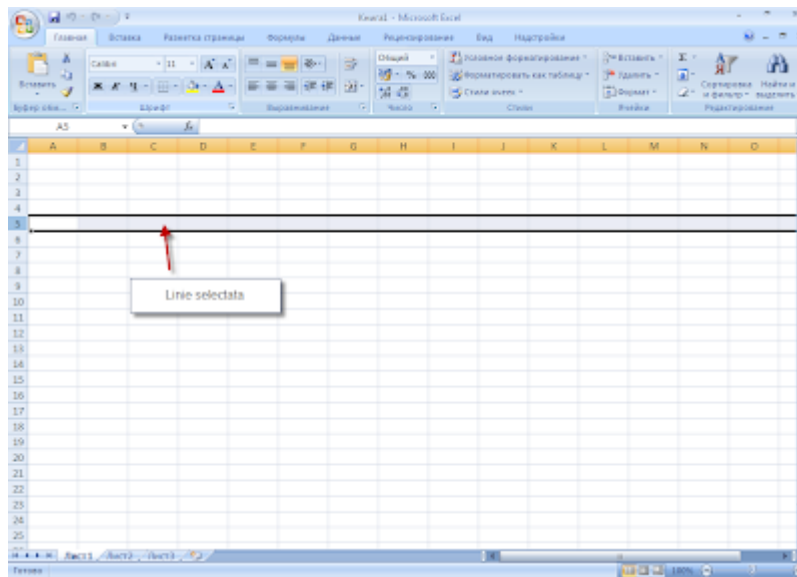 Книга1 - Microsoft Excel
Главная Вставка Разметка страницы Формулы Данные Рецензирование Вид Надстройки
Calibri 11 Общий Условное форматирование Вставить Σ
Вставить Ж К Ч % 000 Форматировать как таблицу Удалить Сортировка Найти и
Стили ячеек Формат и фильтр выделить
Шрифт Выравнивание Число Стили Ячейки Редактирование
A5 fx
A B C D E F G H I J K L M N O
1
2
3
4
5
6
7
8
9
Linie selectata
10
11
12
13
14
15
16
17
18
19
20
21
22
23
24
25
Лист1 Лист2 Лист3
Готово 100%